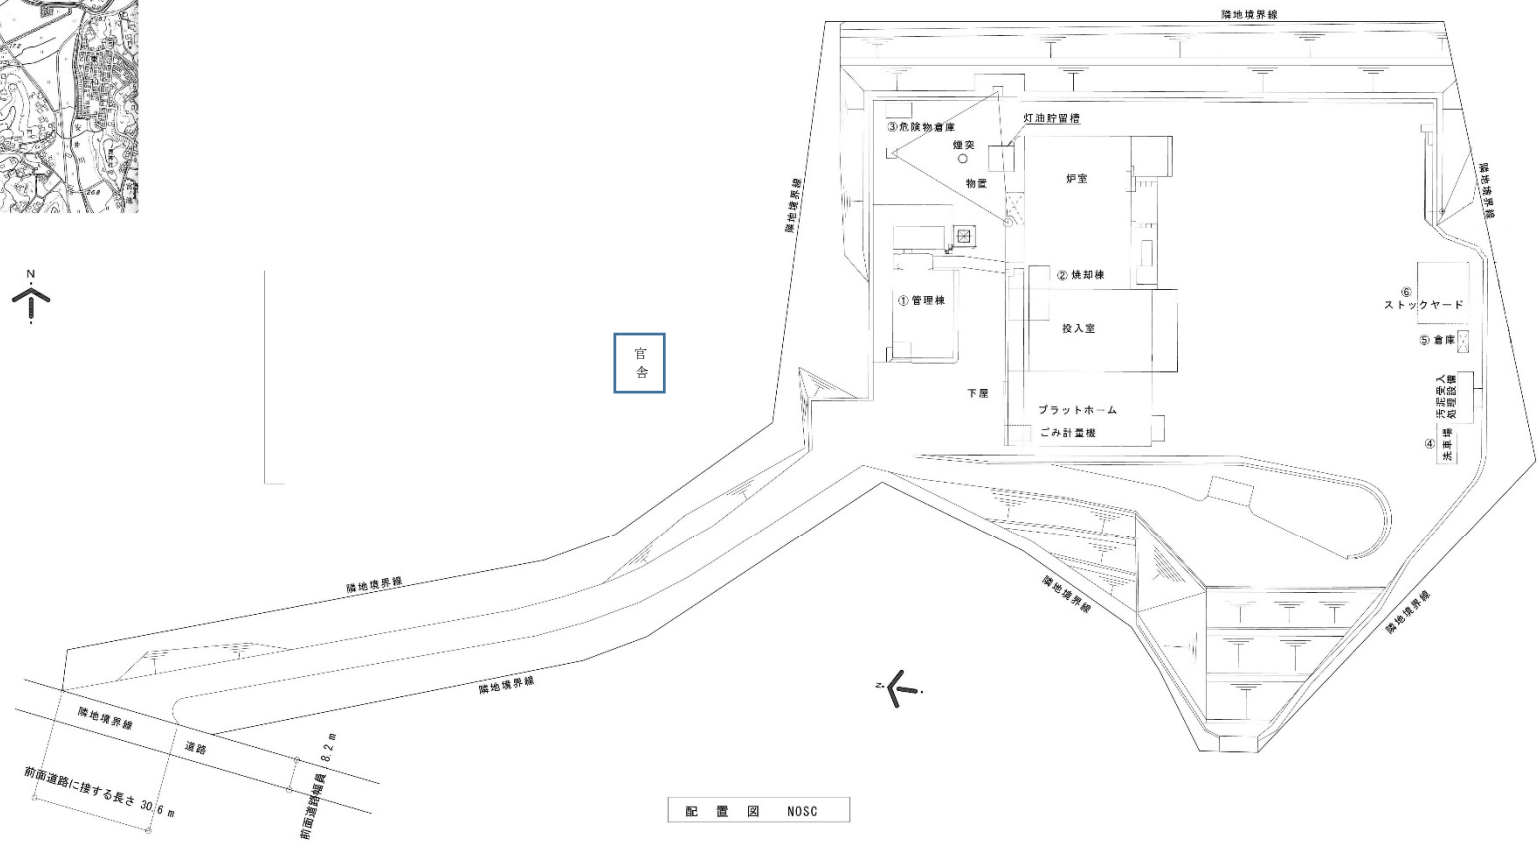 隣地境界線
③危険物倉庫
灯油貯留槽
煙突
物置
炉室
隣地境界線
隣地境界線
N
②焼却棟
①管理棟
⑥
ストックヤード
投入室
⑤倉庫
官
舎
下屋
プラットホーム
ごみ計量機
汚泥受入
処理設備
④
洗車場
隣地境界線
隣地境界線
隣地境界線
隣地境界線
N
隣地境界線
道路
前面道路に接する長さ 30.6 m
前面道路幅員 8.2 m
配 置 図 NOSC
268